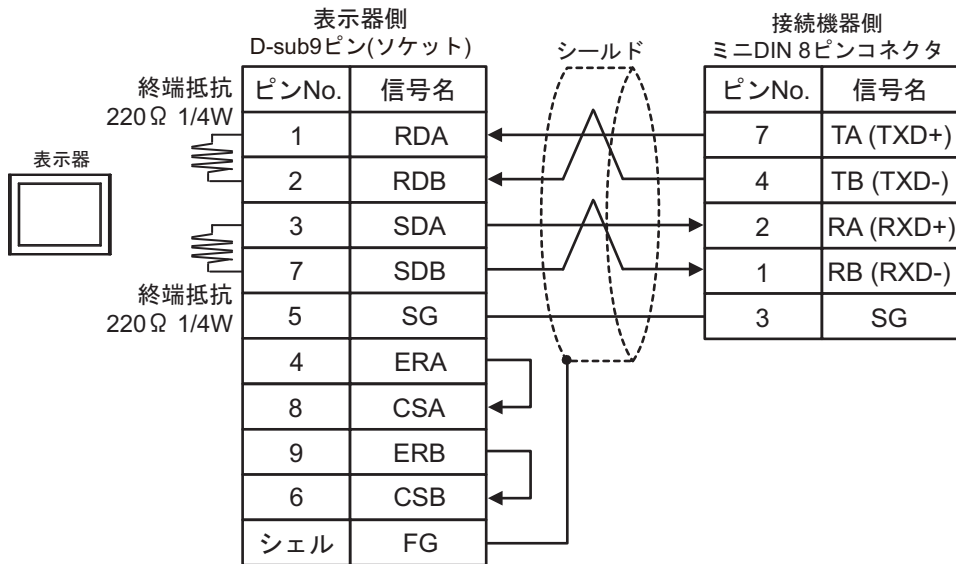 表示器側
D-sub9ピン(ソケット)
シールド
接続機器側
ミニDIN 8ピンコネクタ
終端抵抗
220Ω 1/4W
表示器
終端抵抗
220Ω 1/4W
ピンNo. 信号名
1 RDA
2 RDB
3 SDA
7 SDB
5 SG
4 ERA
8 CSA
9 ERB
6 CSB
シェル FG
ピンNo. 信号名
7 TA (TXD+)
4 TB (TXD-)
2 RA (RXD+)
1 RB (RXD-)
3 SG